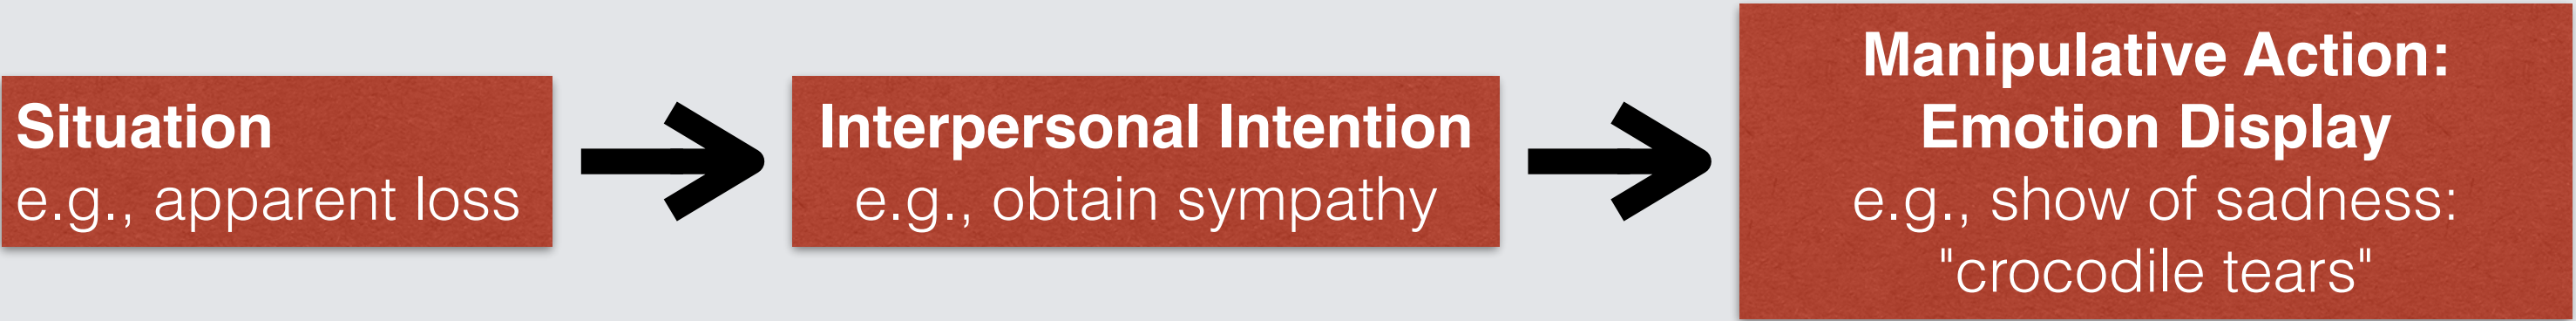 Situation
e.g., apparent loss
Interpersonal Intention
e.g., obtain sympathy
Manipulative Action:
Emotion Display
e.g., show of sadness:
"crocodile tears"